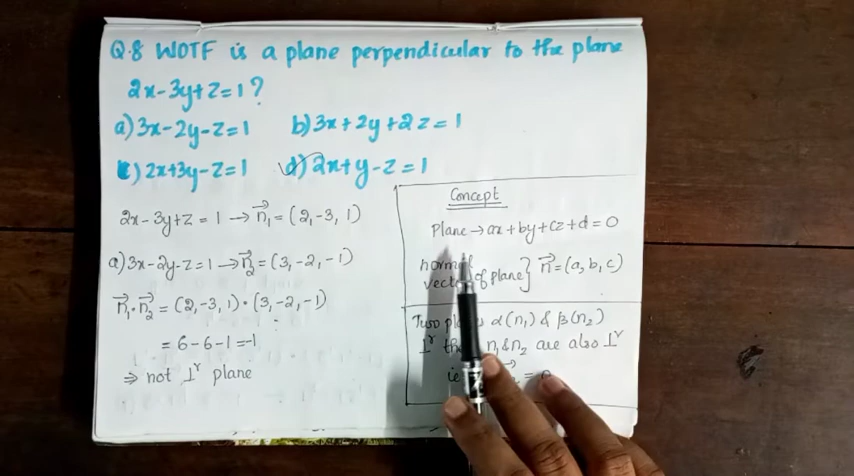 Q.8 WOTF is a plane perpendicular to the plane
2x-3y+z=1?
a) 3x-2y-z=1 b) 3x+2y+2z=1
c) 2x+3y-z=1 d) 2x+y-z=1
2x-3y+z=1 → n₁=(2,-3,1)
a) 3x-2y-z=1 → n₂=(3,-2,-1)
n₁·n₂=(2,-3,1)·(3,-2,-1)
= 6-6-1=-1
⇒ not ⊥ʳ plane
Concept
Plane → ax+by+cz+d=0
normal
of plane} n=(a,b,c)
Two α(n₁) & β(n₂)
⊥ʳ n₁&n₂ are also ⊥ʳ
ie